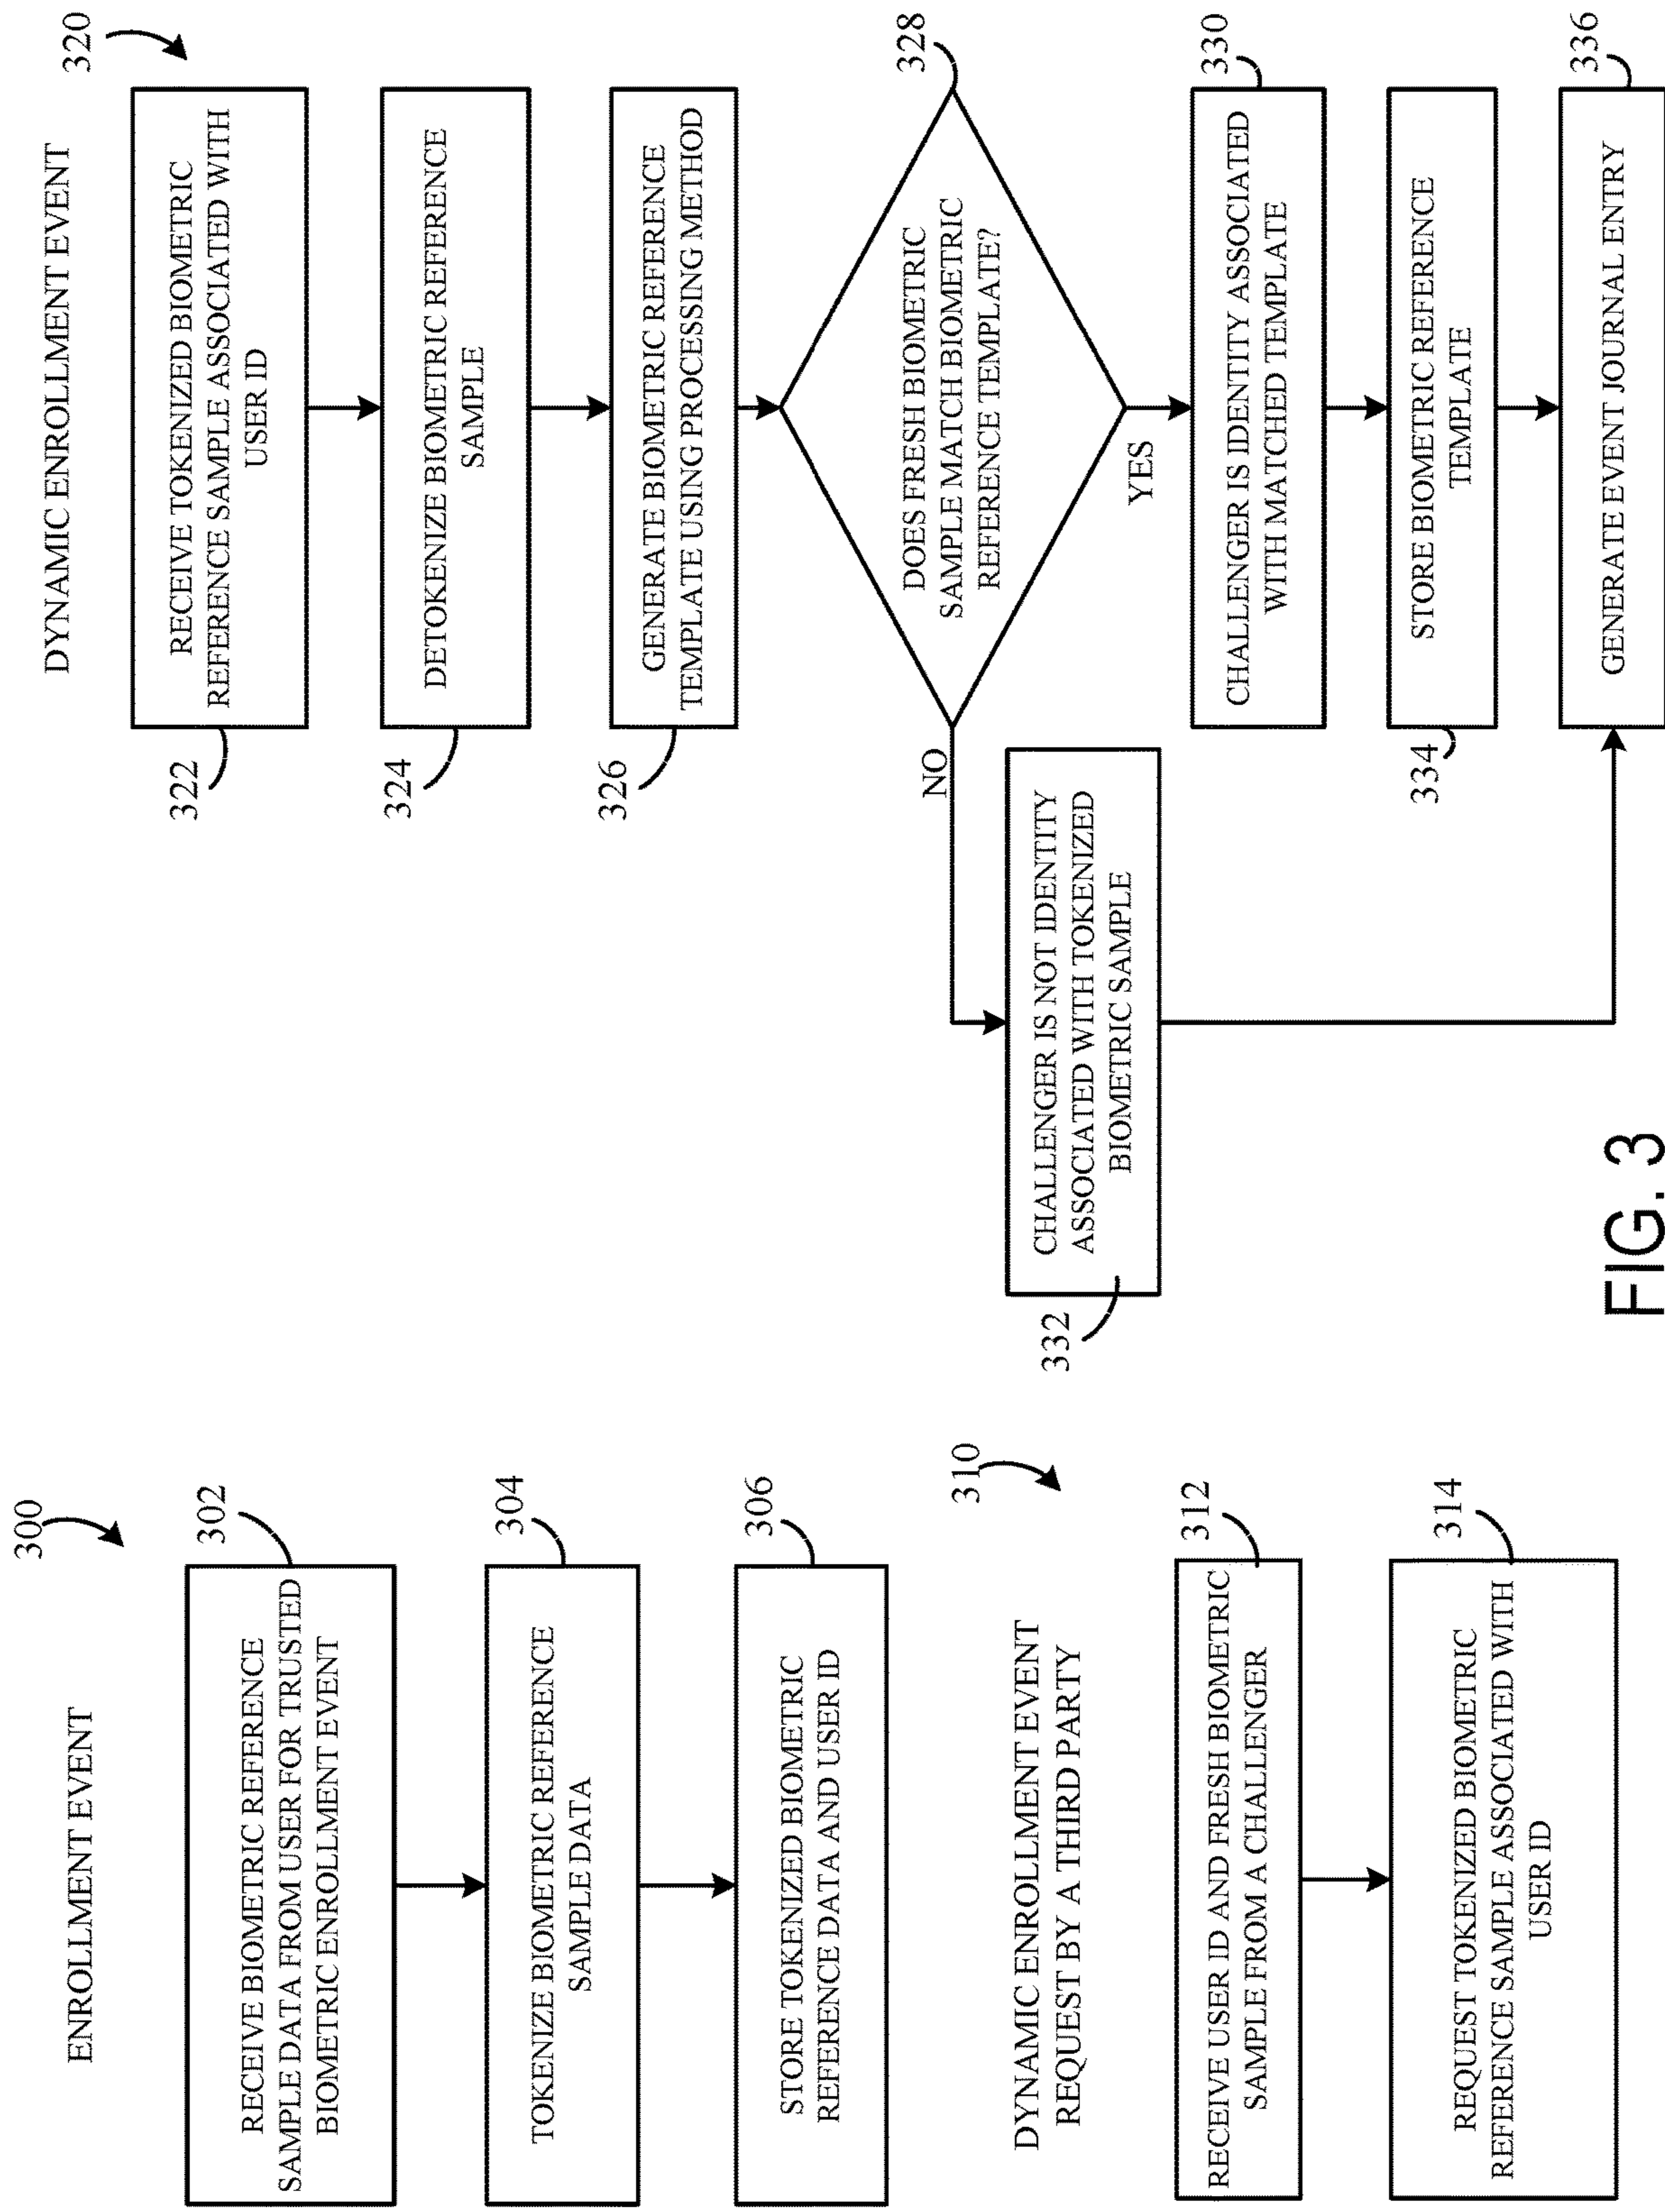 ENROLLMENT EVENT
300
RECEIVE BIOMETRIC REFERENCE
SAMPLE DATA FROM USER FOR TRUSTED
BIOMETRIC ENROLLMENT EVENT
302
TOKENIZE BIOMETRIC REFERENCE
SAMPLE DATA
304
STORE TOKENIZED BIOMETRIC
REFERENCE DATA AND USER ID
306
DYNAMIC ENROLLMENT EVENT
REQUEST BY A THIRD PARTY
310
RECEIVE USER ID AND FRESH BIOMETRIC
SAMPLE FROM A CHALLENGER
312
REQUEST TOKENIZED BIOMETRIC
REFERENCE SAMPLE ASSOCIATED WITH
USER ID
314
DYNAMIC ENROLLMENT EVENT
320
322
RECEIVE TOKENIZED BIOMETRIC
REFERENCE SAMPLE ASSOCIATED WITH
USER ID
324
DETOKENIZE BIOMETRIC REFERENCE
SAMPLE
326
GENERATE BIOMETRIC REFERENCE
TEMPLATE USING PROCESSING METHOD
328
DOES FRESH BIOMETRIC
SAMPLE MATCH BIOMETRIC
REFERENCE TEMPLATE?
NO
YES
332
CHALLENGER IS NOT IDENTITY
ASSOCIATED WITH TOKENIZED
BIOMETRIC SAMPLE
330
CHALLENGER IS IDENTITY ASSOCIATED
WITH MATCHED TEMPLATE
334
STORE BIOMETRIC REFERENCE
TEMPLATE
336
GENERATE EVENT JOURNAL ENTRY
FIG. 3